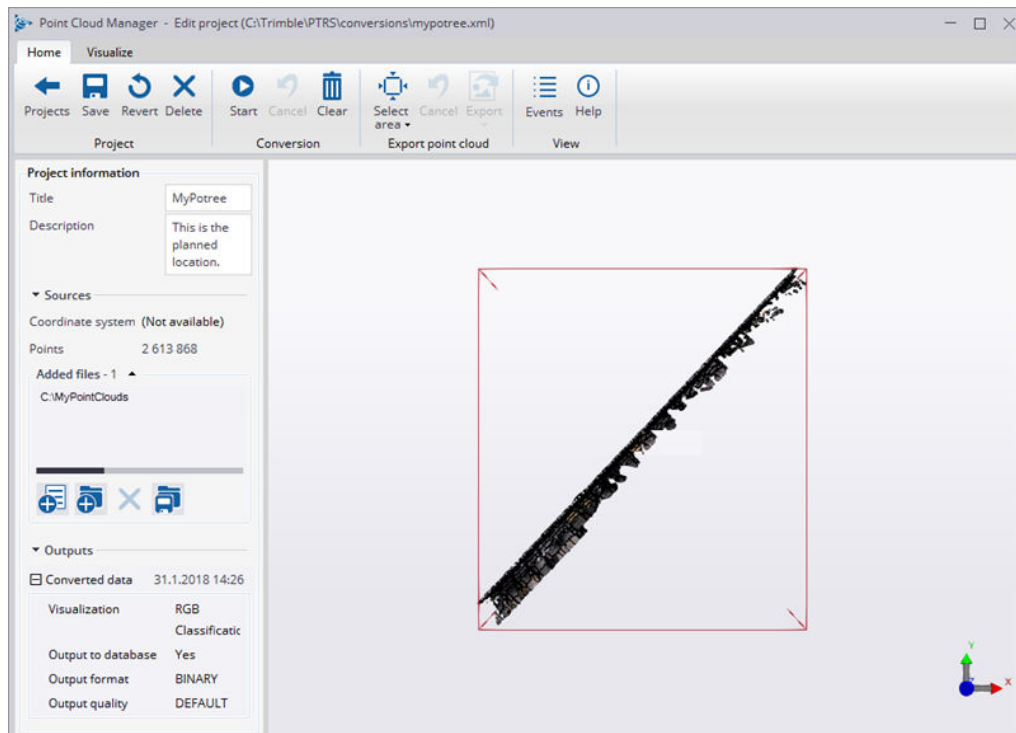 Point Cloud Manager - Edit project (C:\Trimble\PTRS\conversions\mypotree.xml)
Home Visualize
Projects Save Revert Delete Start Cancel Clear Select area Cancel Export Events Help
Project Conversion Export point cloud View
Project information
Title MyPotree
Description This is the
planned
location.
Sources
Coordinate system (Not available)
Points 2 613 868
Added files - 1
C:\MyPointClouds
Outputs
Converted data 31.1.2018 14:26
Visualization RGB
Classificatic
Output to database Yes
Output format BINARY
Output quality DEFAULT
Y
Z
X